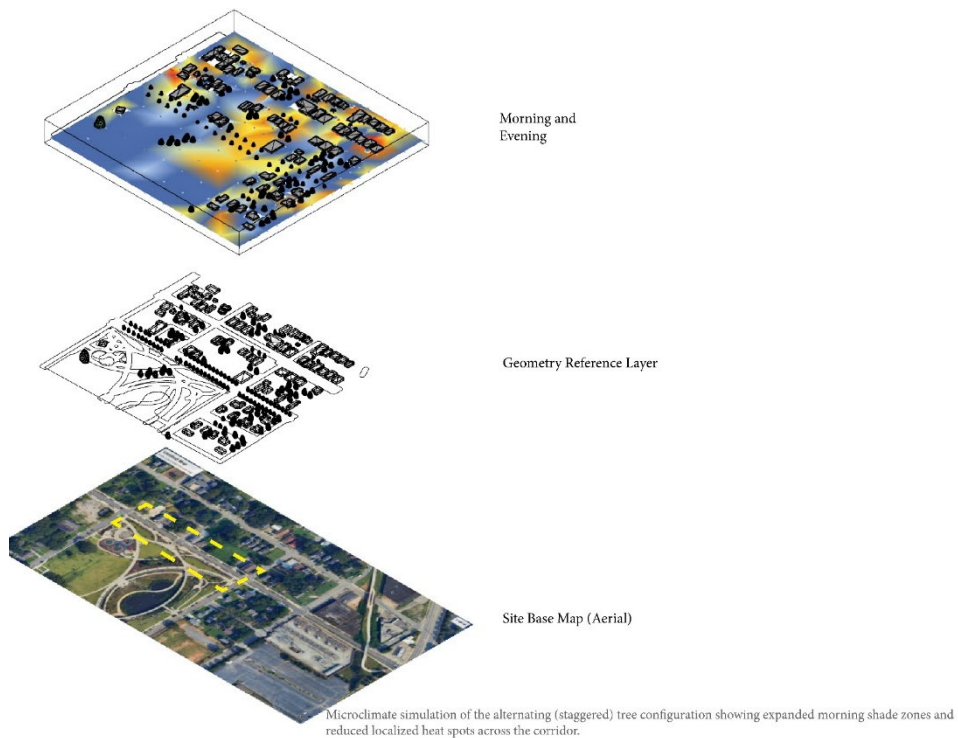 Morning and
Evening
Geometry Reference Layer
Site Base Map (Aerial)
Microclimate simulation of the alternating (staggered) tree configuration showing expanded morning shade zones and
reduced localized heat spots across the corridor.